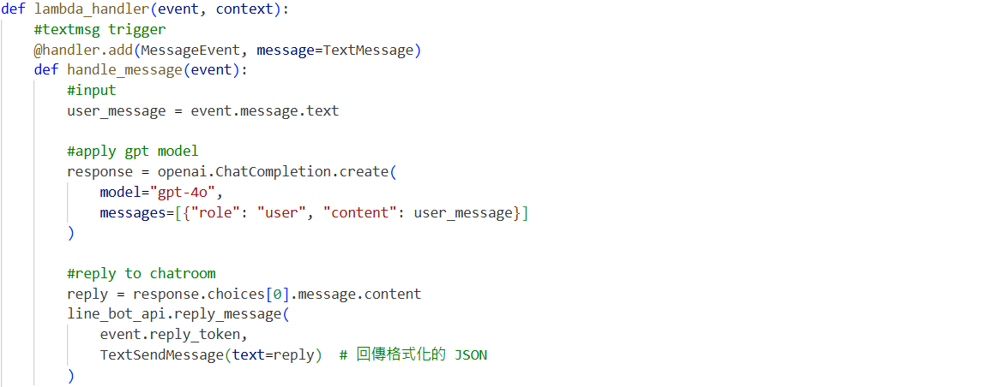 def lambda_handler(event, context):
    #textmsg trigger
    @handler.add(MessageEvent, message=TextMessage)
    def handle_message(event):
        #input
        user_message = event.message.text

        #apply gpt model
        response = openai.ChatCompletion.create(
            model="gpt-4o",
            messages=[{"role": "user", "content": user_message}]
        )

        #reply to chatroom
        reply = response.choices[0].message.content
        line_bot_api.reply_message(
            event.reply_token,
            TextSendMessage(text=reply)  # 回傳格式化的 JSON
        )